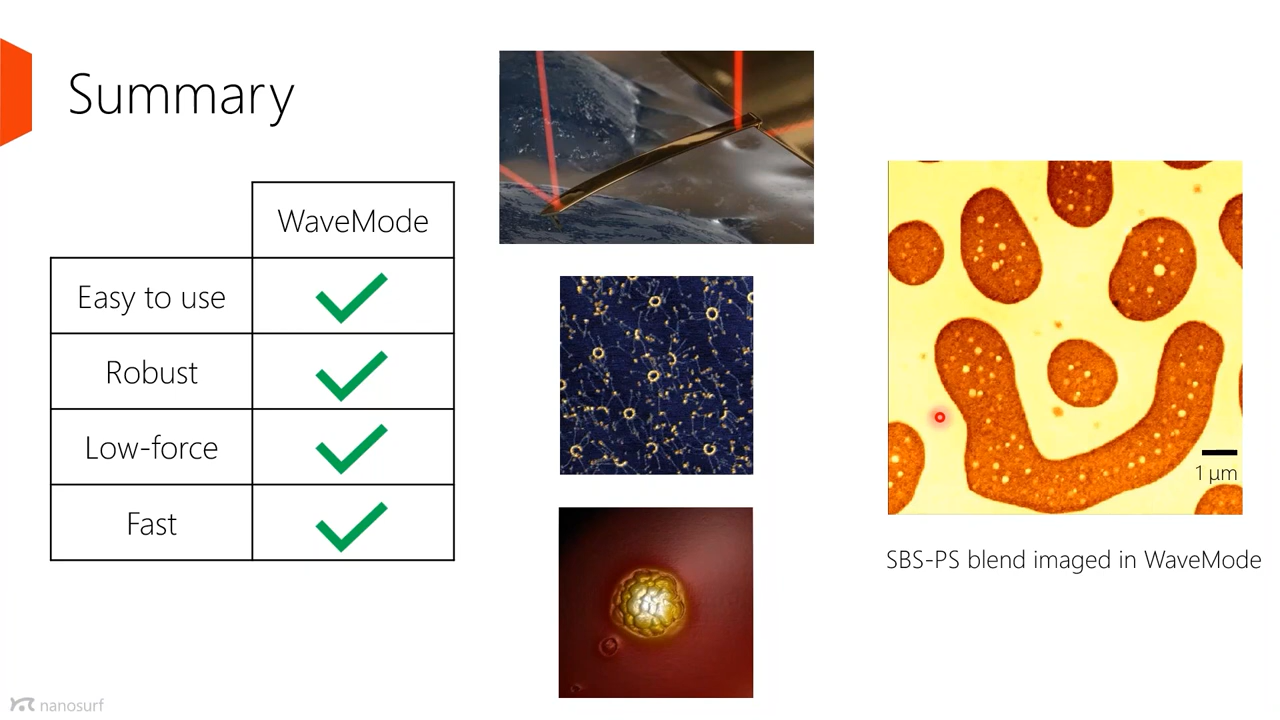 Summary
WaveMode
Easy to use
Robust
Low-force
Fast
1 µm
SBS-PS blend imaged in WaveMode
nanosurf